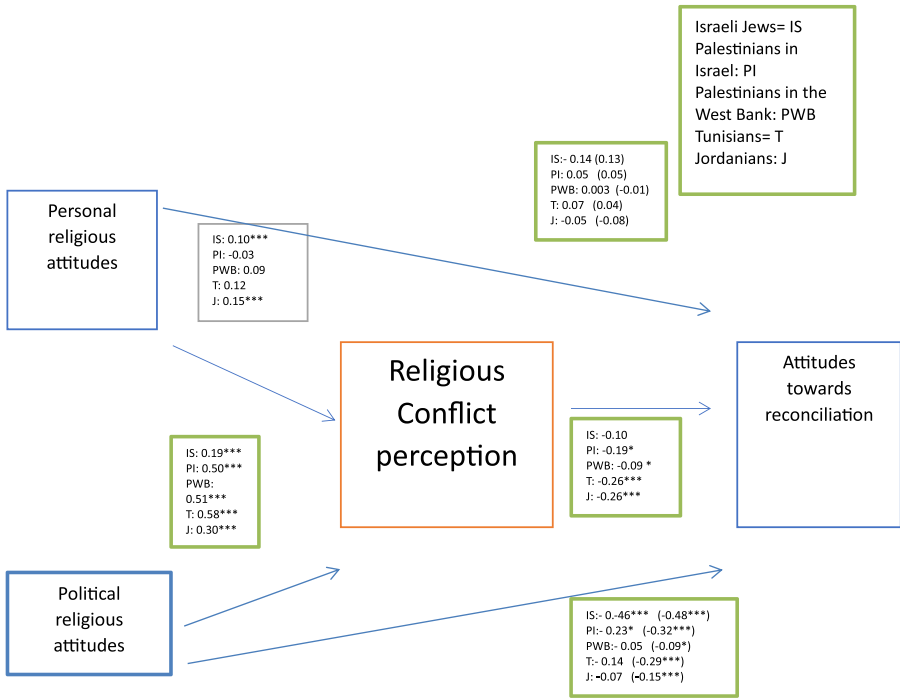 Israeli Jews= IS
Palestinians in
Israel: PI
Palestinians in the
West Bank: PWB
Tunisians= T
Jordanians: J
IS:- 0.14 (0.13)
PI: 0.05 (0.05)
PWB: 0.003 (-0.01)
T: 0.07 (0.04)
J: -0.05 (-0.08)
Personal
religious
attitudes
IS: 0.10***
PI: -0.03
PWB: 0.09
T: 0.12
J: 0.15***
Religious
Conflict
perception
Attitudes
towards
reconciliation
IS: 0.19***
PI: 0.50***
PWB:
0.51***
T: 0.58***
J: 0.30***
IS: -0.10
PI: -0.19*
PWB: -0.09 *
T: -0.26***
J: -0.26***
Political
religious
attitudes
IS:- 0.-46*** (-0.48***)
PI:- 0.23* (-0.32***)
PWB:- 0.05 (-0.09*)
T:- 0.14 (-0.29***)
J: -0.07 (-0.15***)